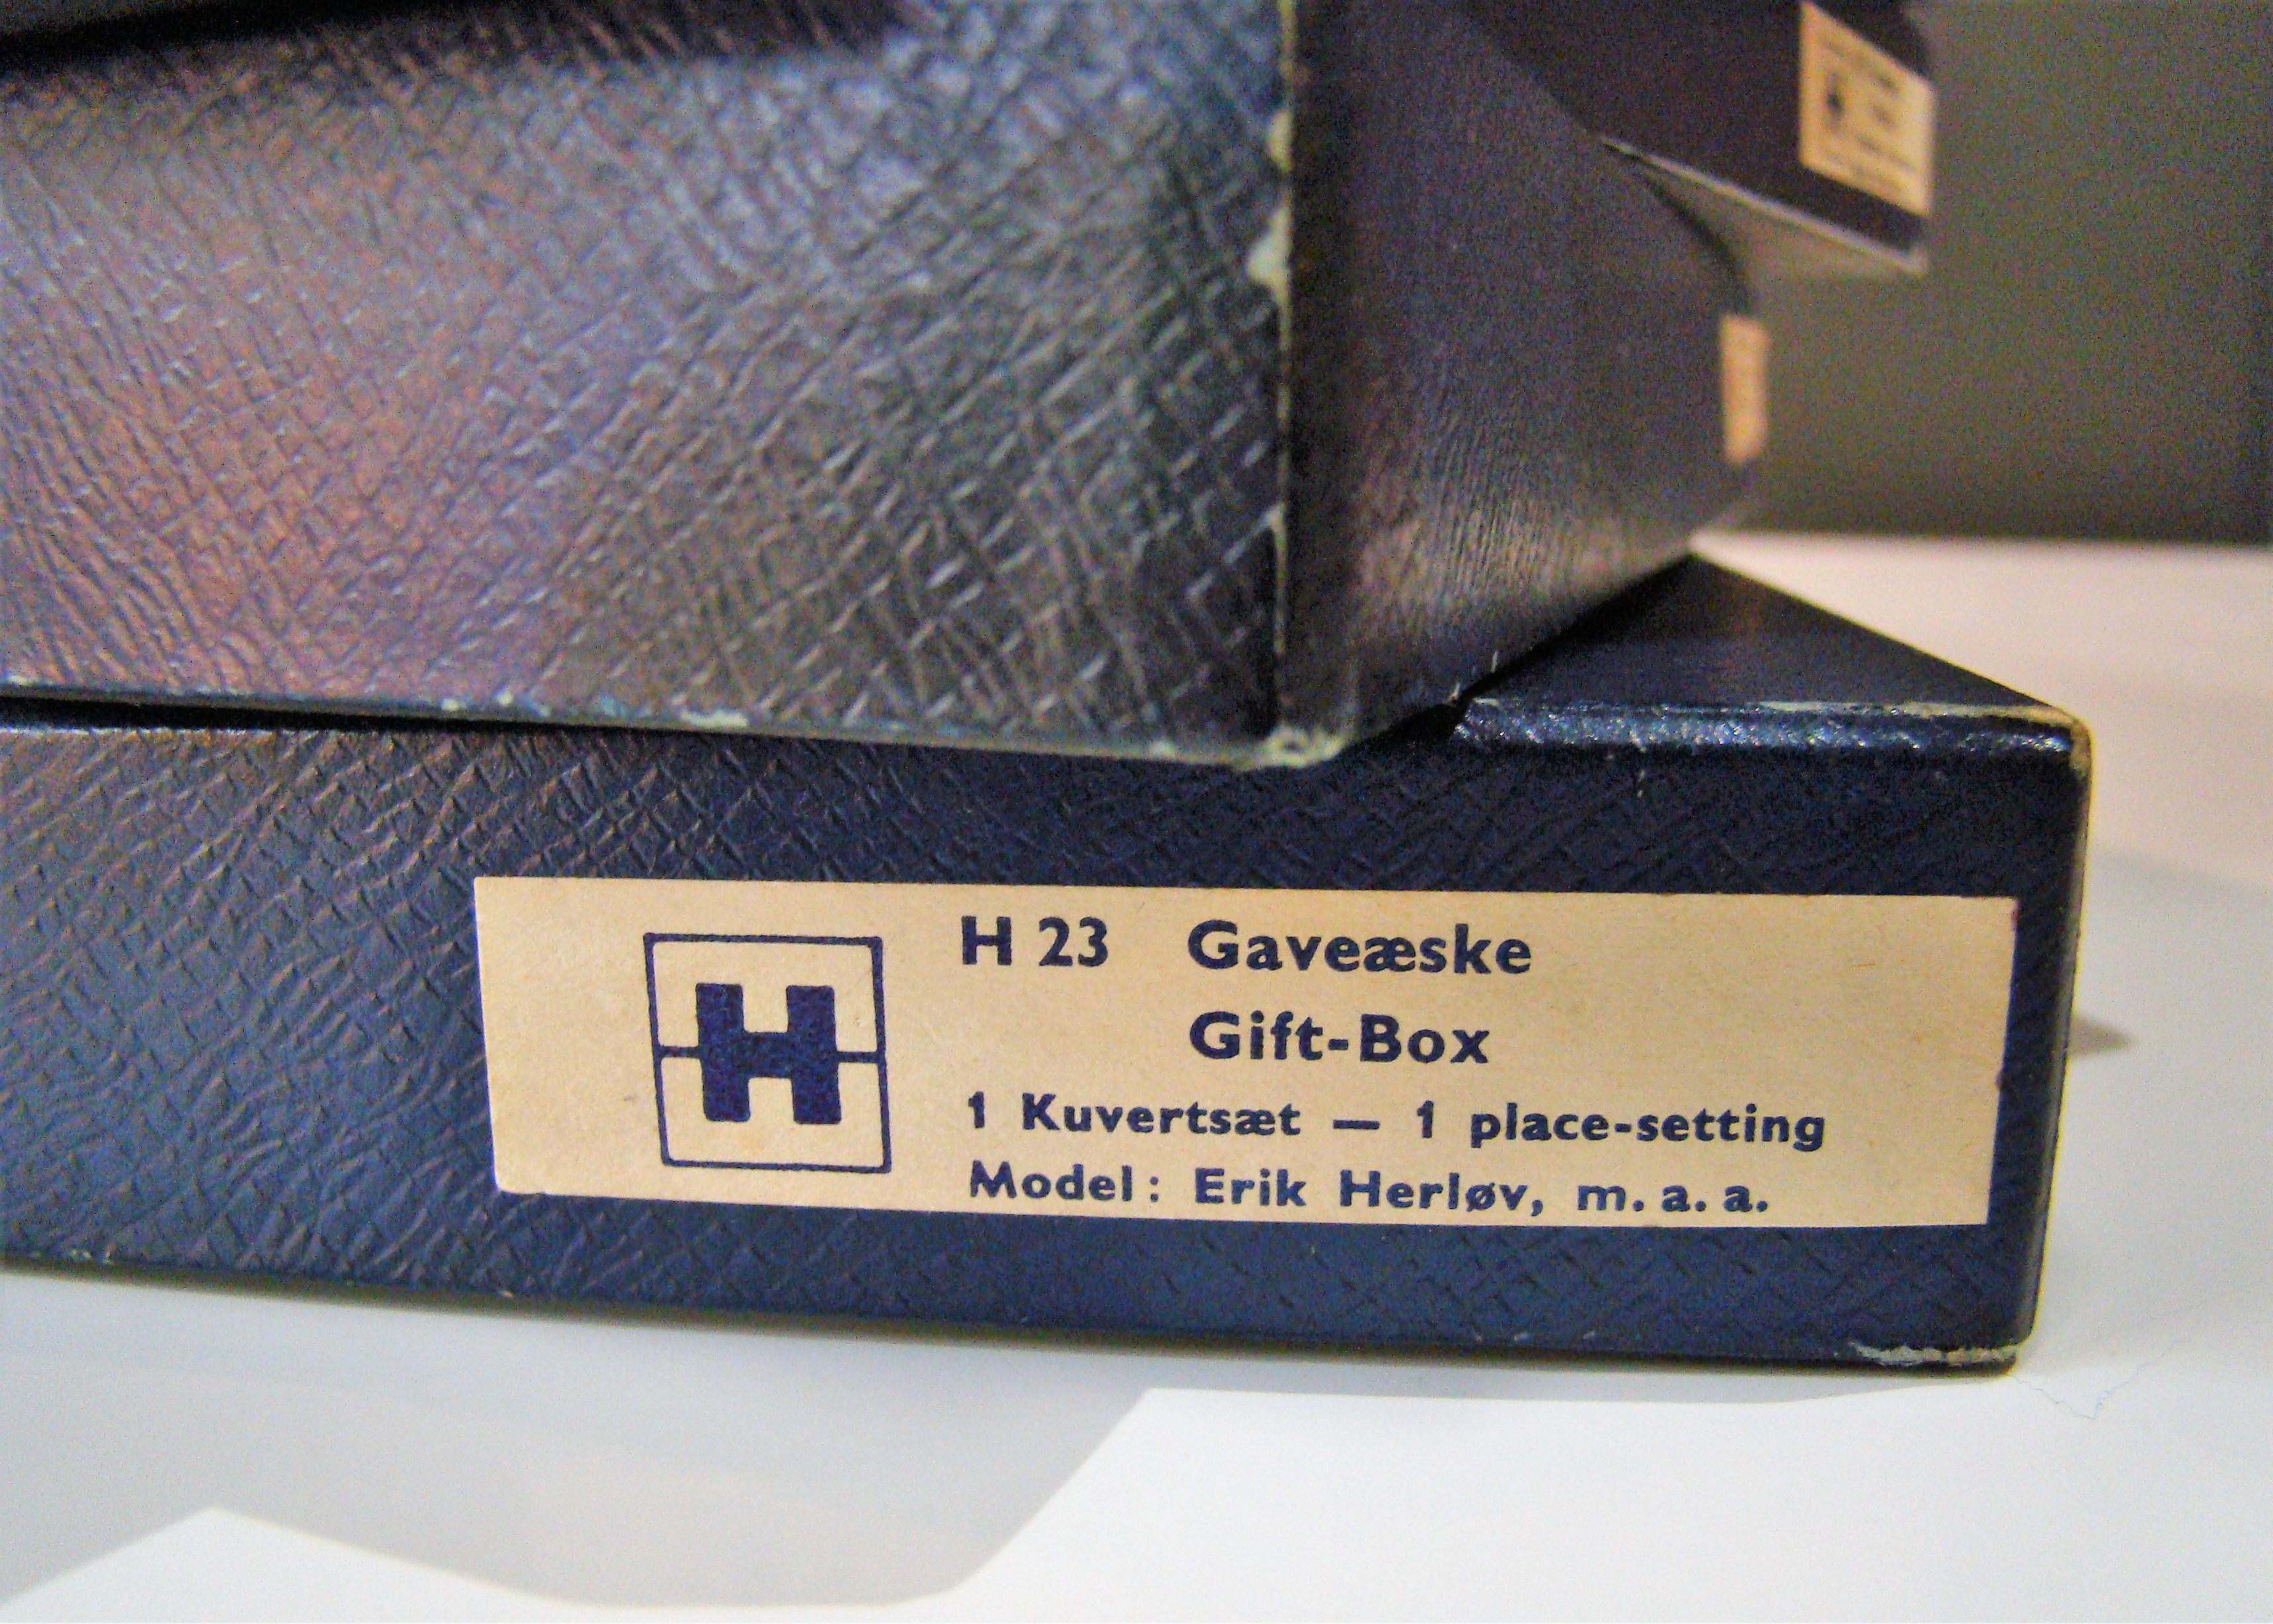 H
H 23 Gaveæske
Gift-Box
1 Kuvertsæt — 1 place-setting
Model: Erik Herløv, m. a. a.